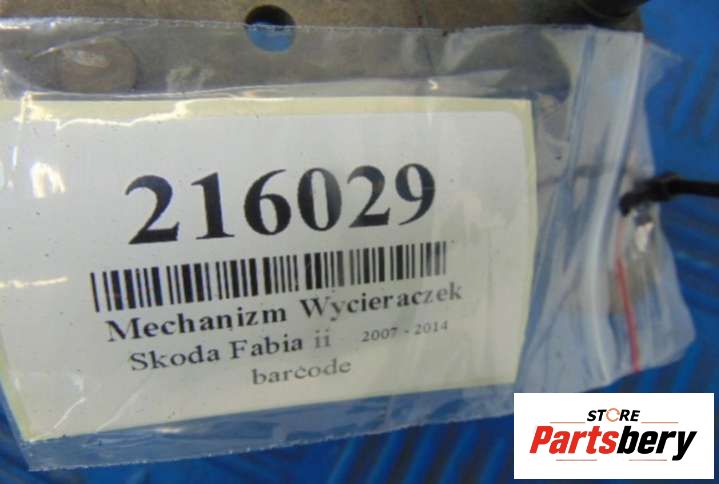 216029
Mechanizm Wycieraczek
Skoda Fabia ii 2007 - 2014
barcode
STORE
Partsbery